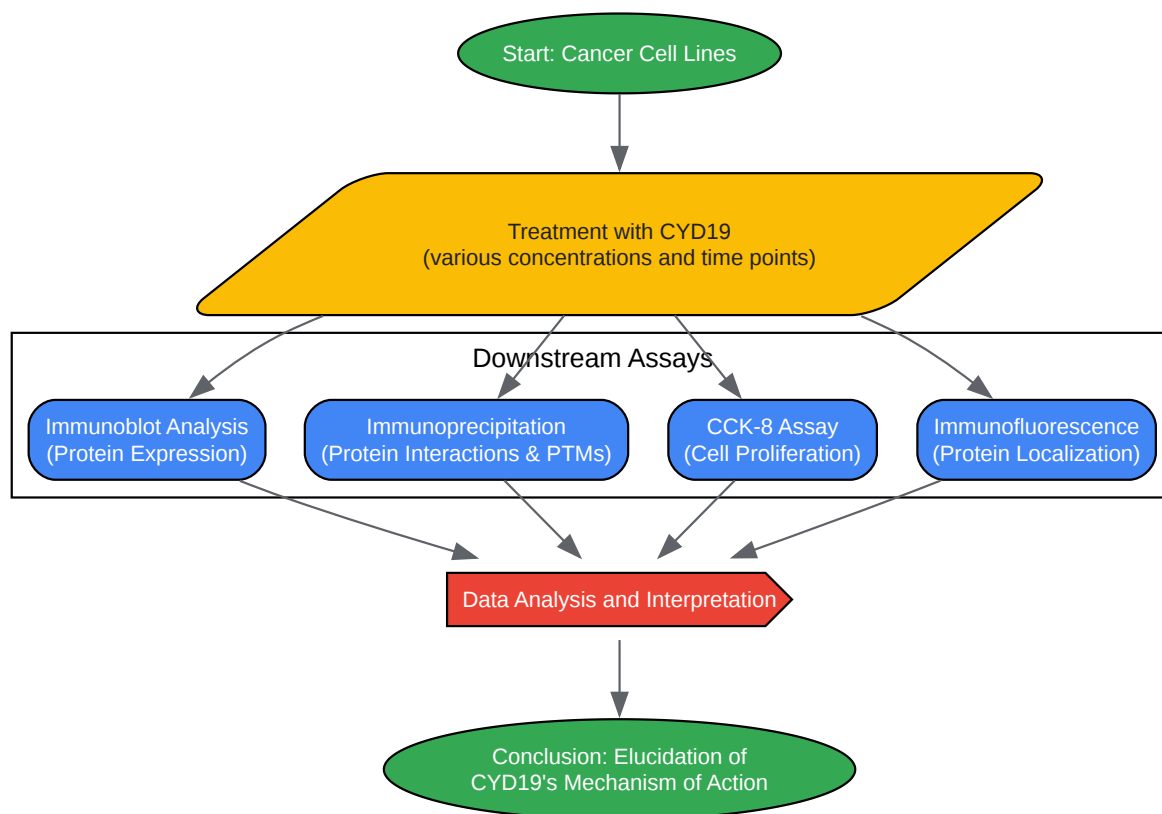 Start: Cancer Cell Lines
Treatment with CYD19
(various concentrations and time points)
Downstream Assays
Immunoblot Analysis
(Protein Expression)
Immunoprecipitation
(Protein Interactions & PTMs)
CCK-8 Assay
(Cell Proliferation)
Immunofluorescence
(Protein Localization)
Data Analysis and Interpretation
Conclusion: Elucidation of
CYD19's Mechanism of Action